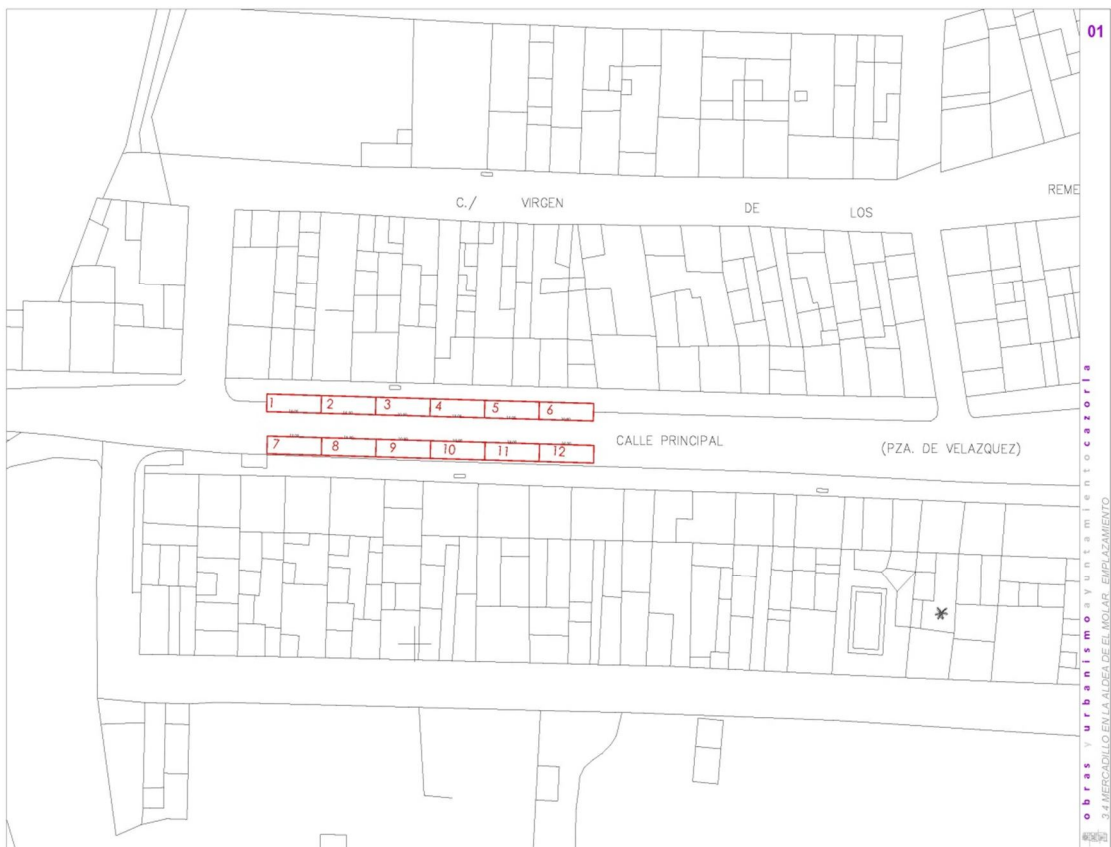 01
C./ VIRGEN DE LOS REME
1 2 3 4 5 6
7 8 9 10 11 12
CALLE PRINCIPAL (PZA. DE VELAZQUEZ)
obras y urbanismo ayuntamiento cazorla
3.4 MERCADILLO EN LA ALDEA DE EL MOLAR. EMPLAZAMIENTO